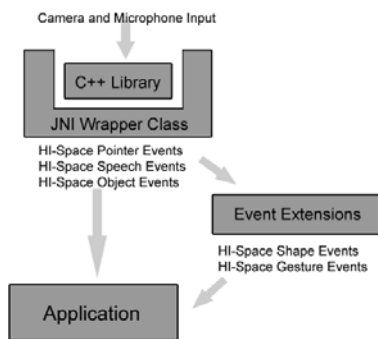 Camera and Microphone Input
C++ Library
JNI Wrapper Class
HI-Space Pointer Events
HI-Space Speech Events
HI-Space Object Events
Event Extensions
HI-Space Shape Events
HI-Space Gesture Events
Application